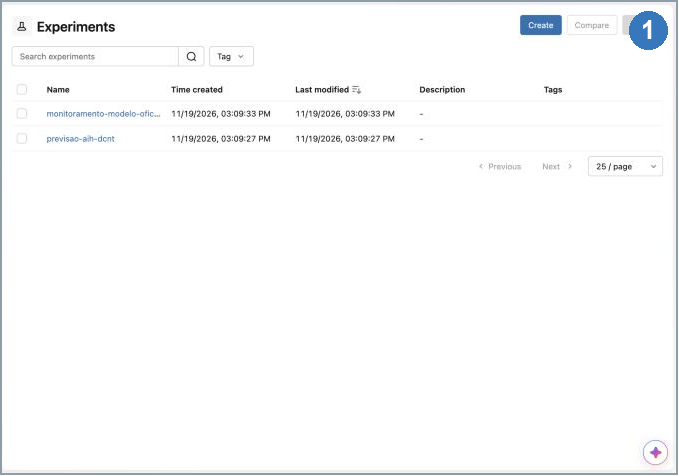 Experiments
Create
Compare
1
Search experiments
Tag
Name Time created Last modified Description Tags
monitoramento-modelo-ofic... 11/19/2026, 03:09:33 PM 11/19/2026, 03:09:33 PM -
previsao-aih-dcnt 11/19/2026, 03:09:27 PM 11/19/2026, 03:09:27 PM -
Previous Next 25 / page